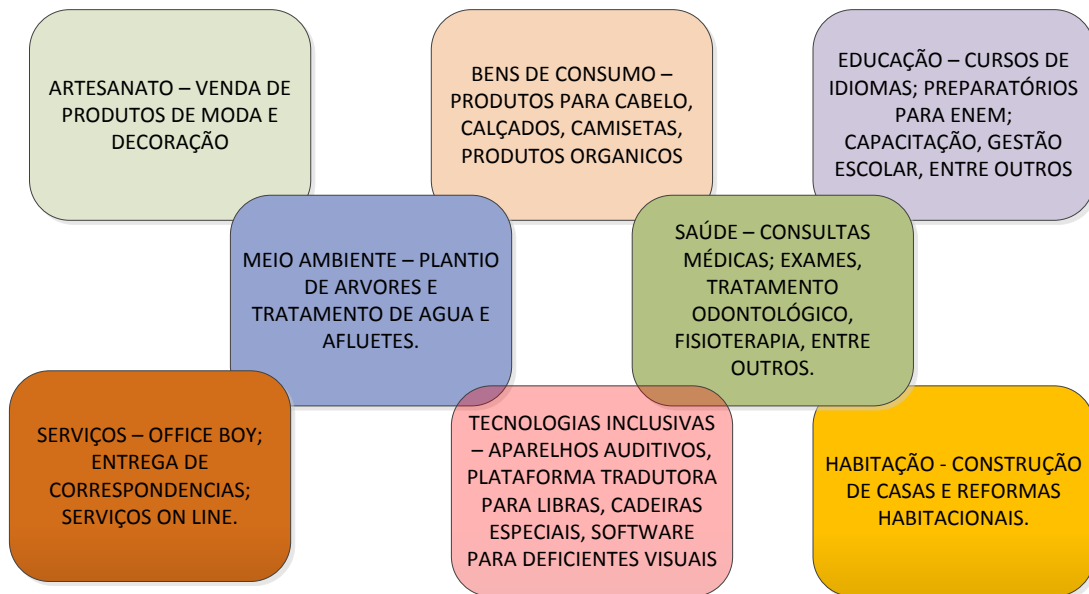 ARTESANATO – VENDA DE
PRODUTOS DE MODA E
DECORAÇÃO
BENS DE CONSUMO –
PRODUTOS PARA CABELO,
CALÇADOS, CAMISETAS,
PRODUTOS ORGANICOS
EDUCAÇÃO – CURSOS DE
IDIOMAS; PREPARATÓRIOS
PARA ENEM;
CAPACITAÇÃO, GESTÃO
ESCOLAR, ENTRE OUTROS
MEIO AMBIENTE – PLANTIO
DE ARVORES E
TRATAMENTO DE AGUA E
AFLUETES.
SAÚDE – CONSULTAS
MÉDICAS; EXAMES,
TRATAMENTO
ODONTOLÓGICO,
FISIOTERAPIA, ENTRE
OUTROS.
SERVIÇOS – OFFICE BOY;
ENTREGA DE
CORRESPONDENCIAS;
SERVIÇOS ON LINE.
TECNOLOGIAS INCLUSIVAS
– APARELHOS AUDITIVOS,
PLATAFORMA TRADUTORA
PARA LIBRAS, CADEIRAS
ESPECIAIS, SOFTWARE
PARA DEFICIENTES VISUAIS
HABITAÇÃO - CONSTRUÇÃO
DE CASAS E REFORMAS
HABITACIONAIS.